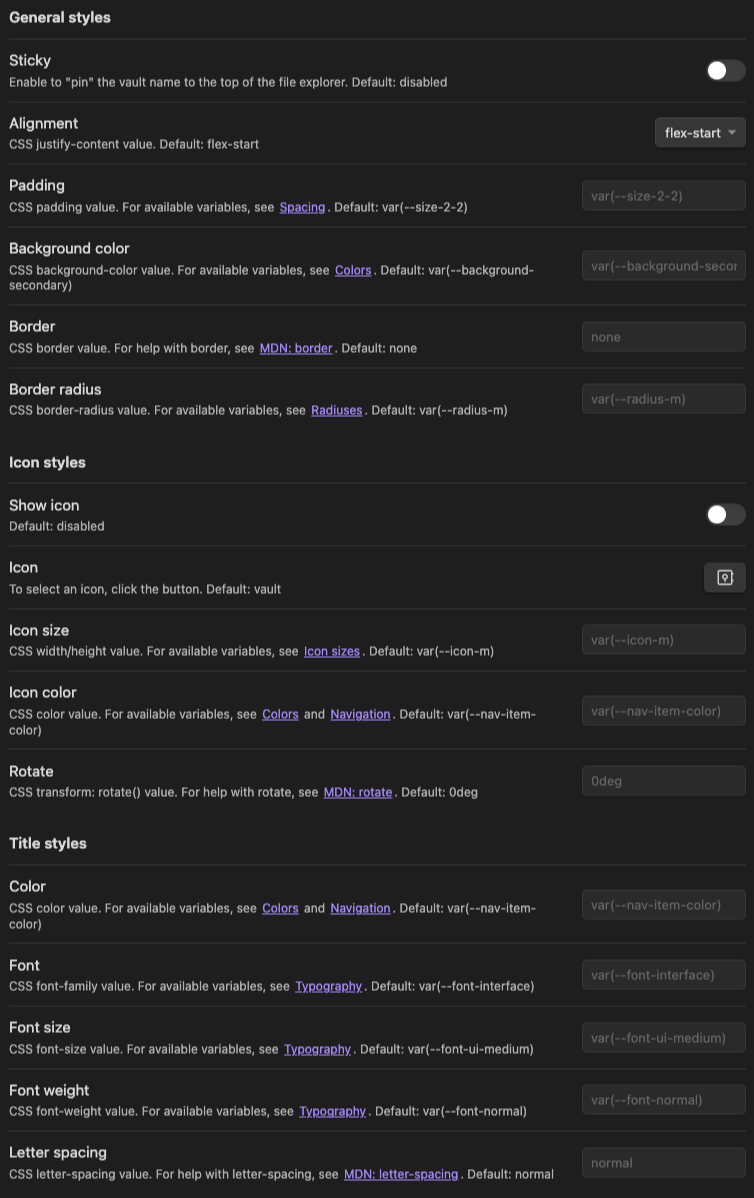 General styles
Sticky
Enable to "pin" the vault name to the top of the file explorer. Default: disabled
Alignment
CSS justify-content value. Default: flex-start
flex-start
Padding
CSS padding value. For available variables, see Spacing . Default: var(--size-2-2)
var(--size-2-2)
Background color
CSS background-color value. For available variables, see Colors . Default: var(--background-
secondary)
var(--background-secor
Border
CSS border value. For help with border, see MDN: border . Default: none
none
Border radius
CSS border-radius value. For available variables, see Radiuses . Default: var(--radius-m)
var(--radius-m)
Icon styles
Show icon
Default: disabled
Icon
To select an icon, click the button. Default: vault
Icon size
CSS width/height value. For available variables, see Icon sizes . Default: var(--icon-m)
var(--icon-m)
Icon color
CSS color value. For available variables, see Colors and Navigation . Default: var(--nav-item-
color)
var(--nav-item-color)
Rotate
CSS transform: rotate() value. For help with rotate, see MDN: rotate . Default: 0deg
0deg
Title styles
Color
CSS color value. For available variables, see Colors and Navigation . Default: var(--nav-item-
color)
var(--nav-item-color)
Font
CSS font-family value. For available variables, see Typography . Default: var(--font-interface)
var(--font-interface)
Font size
CSS font-size value. For available variables, see Typography . Default: var(--font-ui-medium)
var(--font-ui-medium)
Font weight
CSS font-weight value. For available variables, see Typography . Default: var(--font-normal)
var(--font-normal)
Letter spacing
CSS letter-spacing value. For help with letter-spacing, see MDN: letter-spacing . Default: normal
normal